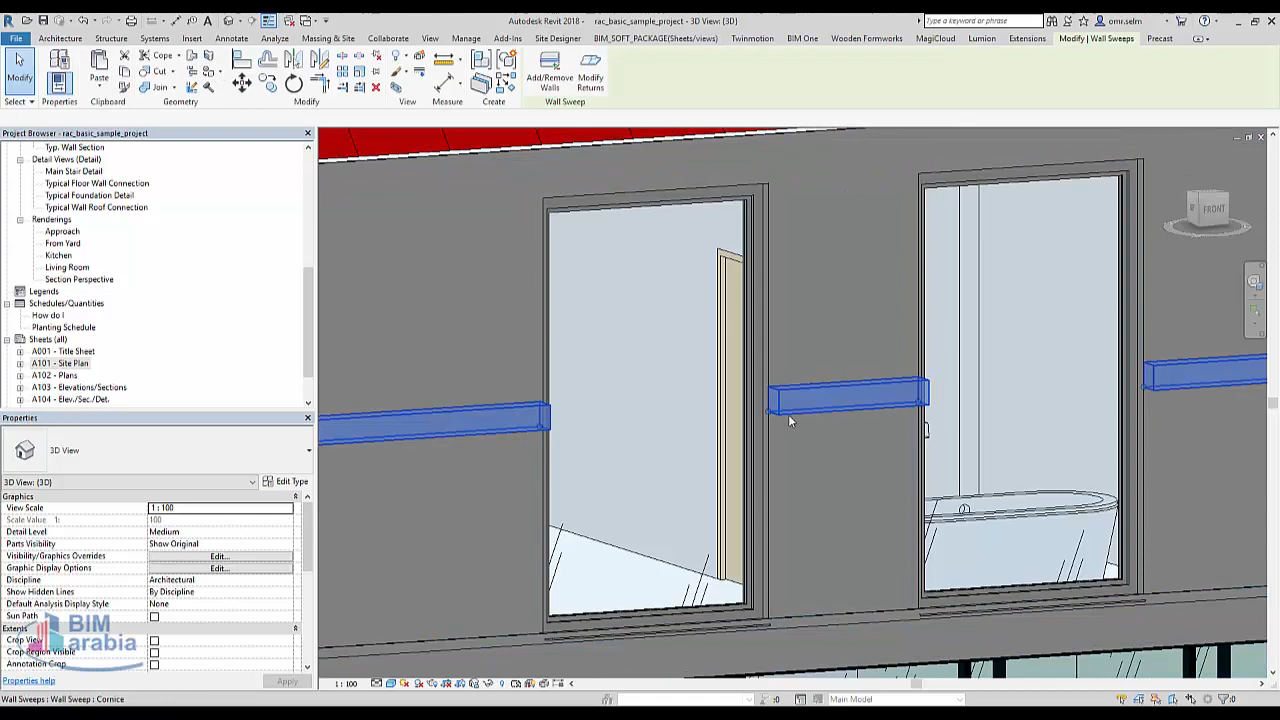 Autodesk Revit 2018 - rac_basic_sample_project - 3D View: {3D}
Type a keyword or phrase
omr.selm
File Architecture Structure Systems Insert Annotate Analyze Massing & Site Collaborate View Manage Add-Ins Site Designer BIM_SOFT_PACKAGE(Sheets/views) Twinmotion BIM One Wooden Formworks MagiCloud Lumion Extensions Modify | Wall Sweeps Precast
Modify
Paste
Cope
Cut
Join
Add/Remove Walls
Modify Returns
Select Properties Clipboard Geometry Modify View Measure Create Wall Sweep
Project Browser - rac_basic_sample_project
Typ. Wall Section
Detail Views (Detail)
Main Stair Detail
Typical Floor Wall Connection
Typical Foundation Detail
Typical Wall Roof Connection
Renderings
Approach
From Yard
Kitchen
Living Room
Section Perspective
Legends
Schedules/Quantities
How do I
Planting Schedule
Sheets (all)
A001 - Title Sheet
A101 - Site Plan
A102 - Plans
A103 - Elevations/Sections
A104 - Elev./Sec./Det.
Properties
3D View
3D View: {3D}
Edit Type
Graphics
View Scale 1 : 100
Scale Value 1: 100
Detail Level Medium
Parts Visibility Show Original
Visibility/Graphics Overrides Edit...
Graphic Display Options Edit...
Discipline Architectural
Show Hidden Lines By Discipline
Default Analysis Display Style None
Sun Path
Extents
Crop View
Crop Region Visible
Annotation Crop
Properties help
Apply
BIM
arabia
FRONT
1 : 100
Wall Sweeps : Wall Sweep : Cornice
:0
Main Model
:0